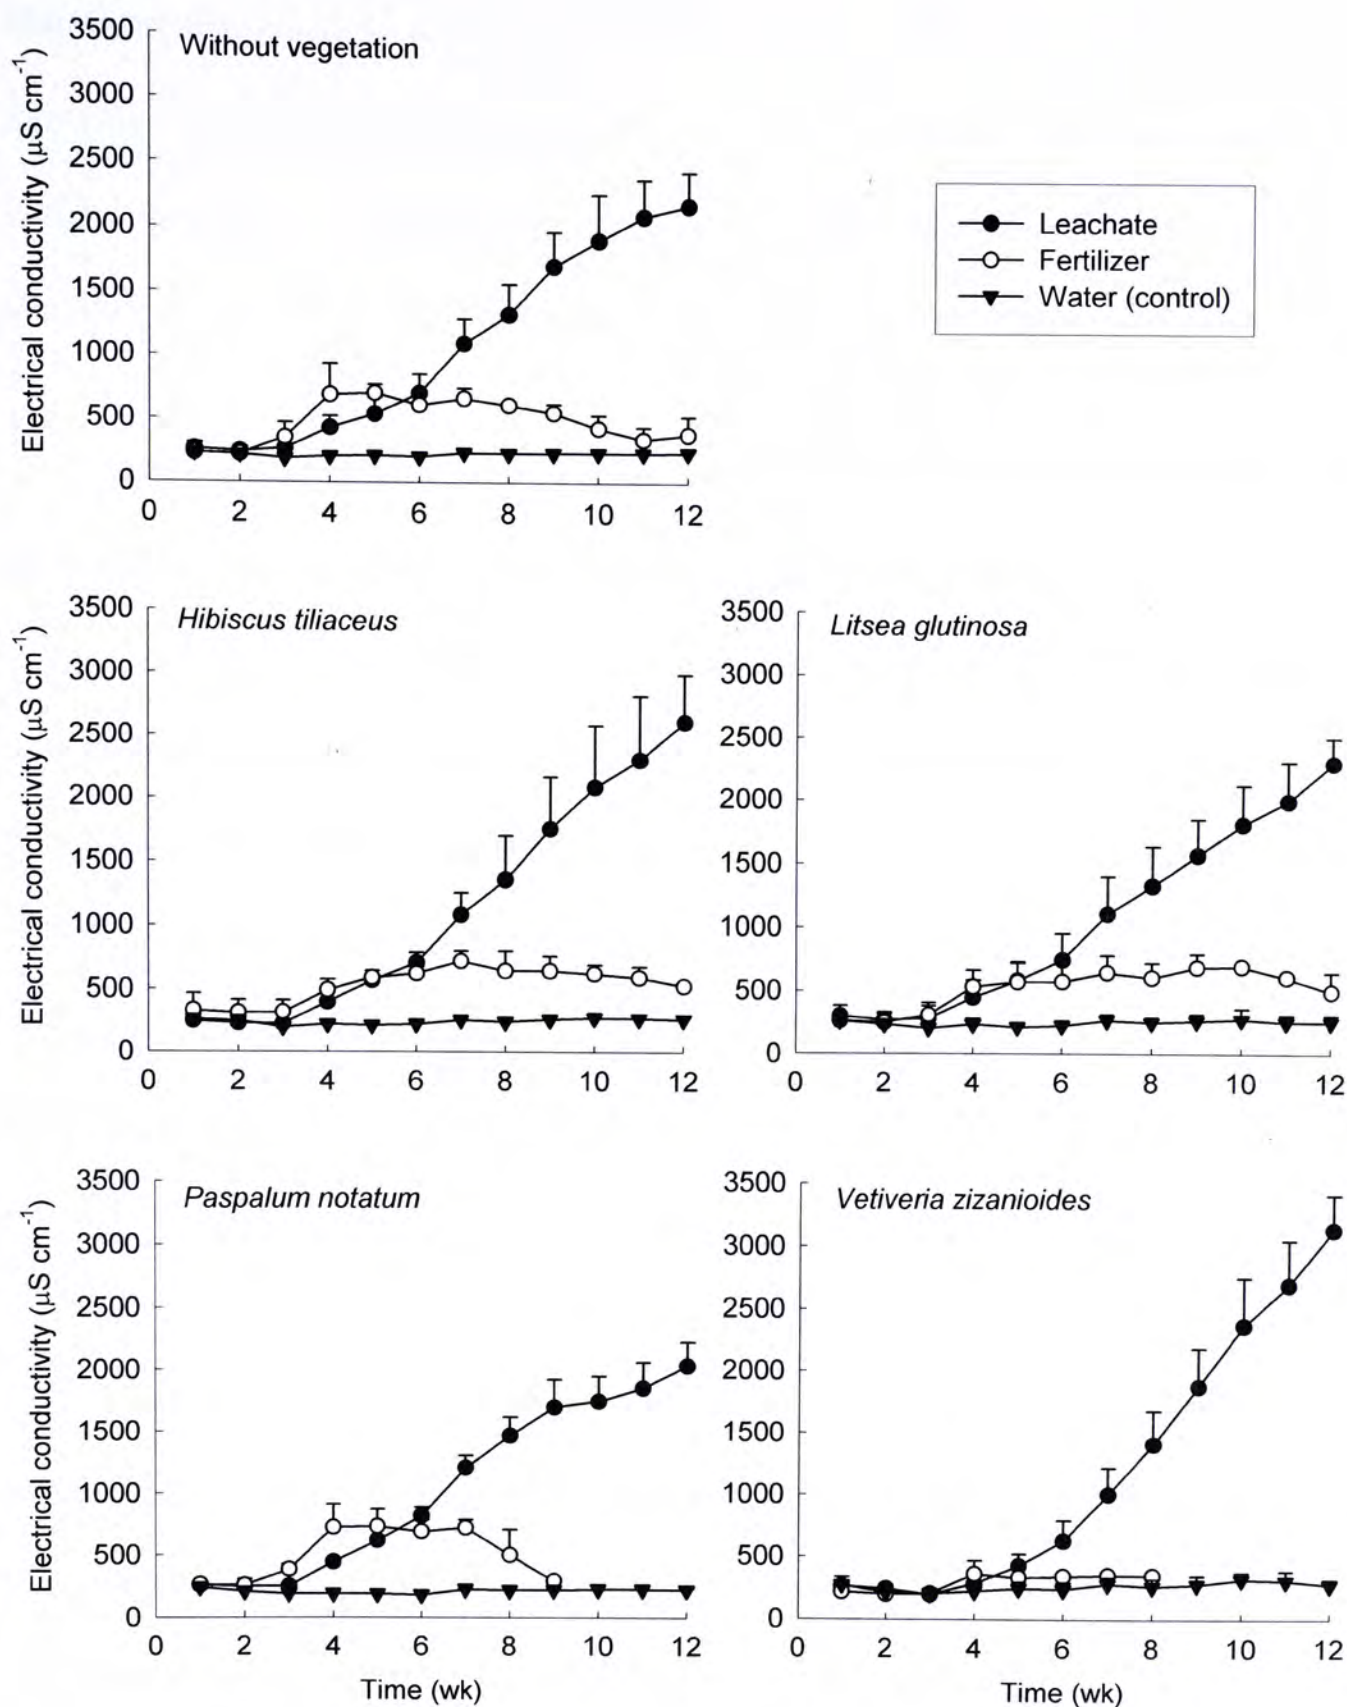 Without vegetation
Electrical conductivity (µS cm⁻¹)
3500
3000
2500
2000
1500
1000
500
0
0 2 4 6 8 10 12
Leachate
Fertilizer
Water (control)
Hibiscus tiliaceus
Electrical conductivity (µS cm⁻¹)
3500
3000
2500
2000
1500
1000
500
0
0 2 4 6 8 10 12
Litsea glutinosa
3500
3000
2500
2000
1500
1000
500
0
0 2 4 6 8 10 12
Paspalum notatum
Electrical conductivity (µS cm⁻¹)
3500
3000
2500
2000
1500
1000
500
0
0 2 4 6 8 10 12
Time (wk)
Vetiveria zizanioides
3500
3000
2500
2000
1500
1000
500
0
0 2 4 6 8 10 12
Time (wk)